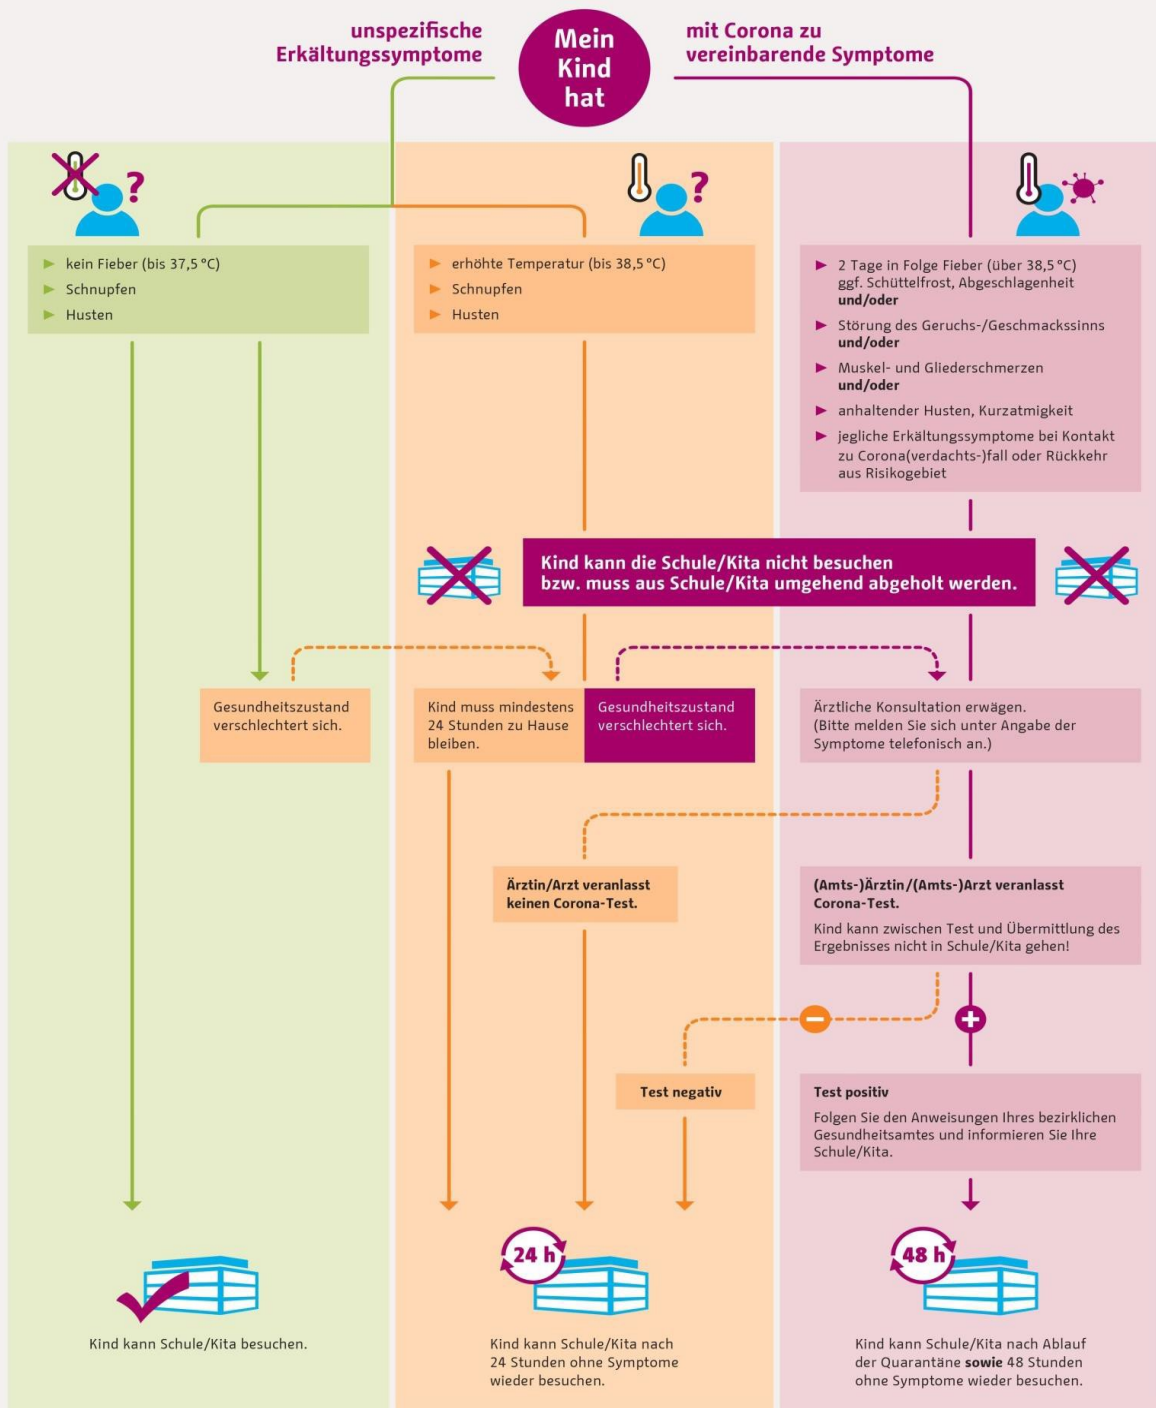 unspezifische
Erkältungssymptome
Mein
Kind
hat
mit Corona zu
vereinbarende Symptome
?
?
kein Fieber (bis 37,5 °C)
Schnupfen
Husten
erhöhte Temperatur (bis 38,5 °C)
Schnupfen
Husten
2 Tage in Folge Fieber (über 38,5 °C)
ggf. Schüttelfrost, Abgeschlagenheit
und/oder
Störung des Geruchs-/Geschmackssinns
und/oder
Muskel- und Gliederschmerzen
und/oder
anhaltender Husten, Kurzatmigkeit
jegliche Erkältungssymptome bei Kontakt
zu Corona(verdachts-)fall oder Rückkehr
aus Risikogebiet
Kind kann die Schule/Kita nicht besuchen
bzw. muss aus Schule/Kita umgehend abgeholt werden.
Gesundheitszustand
verschlechtert sich.
Kind muss mindestens
24 Stunden zu Hause
bleiben.
Gesundheitszustand
verschlechtert sich.
Ärztliche Konsultation erwägen.
(Bitte melden Sie sich unter Angabe der
Symptome telefonisch an.)
Ärztin/Arzt veranlasst
keinen Corona-Test.
(Amts-)Ärztin/(Amts-)Arzt veranlasst
Corona-Test.
Kind kann zwischen Test und Übermittlung des
Ergebnisses nicht in Schule/Kita gehen!
−
+
Test negativ
Test positiv
Folgen Sie den Anweisungen Ihres bezirklichen
Gesundheitsamtes und informieren Sie Ihre
Schule/Kita.
24 h
48 h
Kind kann Schule/Kita besuchen.
Kind kann Schule/Kita nach
24 Stunden ohne Symptome
wieder besuchen.
Kind kann Schule/Kita nach Ablauf
der Quarantäne sowie 48 Stunden
ohne Symptome wieder besuchen.